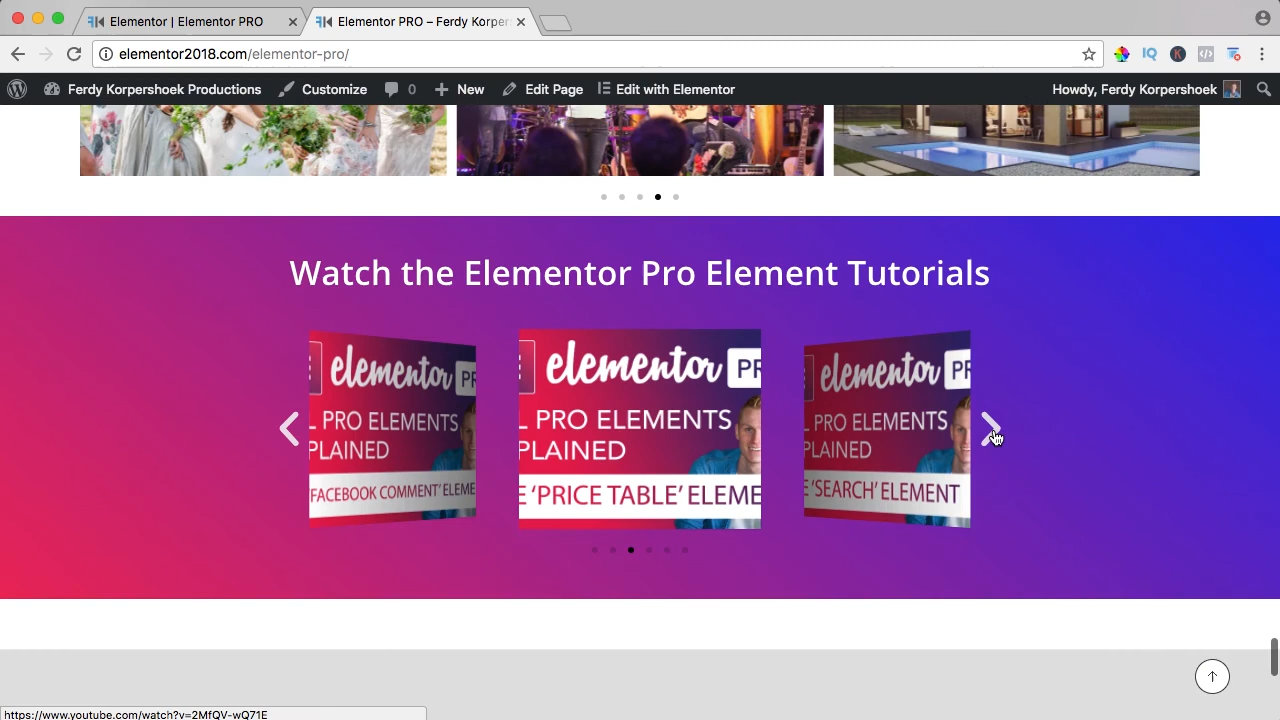 Elementor | Elementor PRO
Elementor PRO – Ferdy Korper
elementor2018.com/elementor-pro/
Ferdy Korpershoek Productions
Customize
0
New
Edit Page
Edit with Elementor
Howdy, Ferdy Korpershoek
Watch the Elementor Pro Element Tutorials
elementor PR
L PRO ELEMENTS
PLAINED
'FACEBOOK COMMENT' ELEME
elementor PR
L PRO ELEMENTS
PLAINED
E 'PRICE TABLE' ELEME
elementor PR
L PRO ELEMENTS
PLAINED
E 'SEARCH' ELEMENT
https://www.youtube.com/watch?v=2MfQV-wQ71E